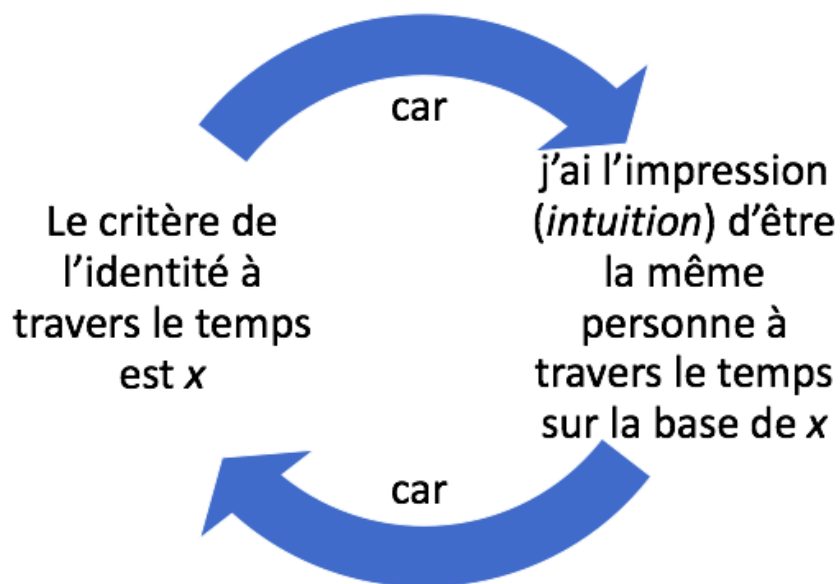 car
Le critère de
l'identité à
travers le temps
est x
j'ai l'impression
(intuition) d'être
la même
personne à
travers le temps
sur la base de x
car